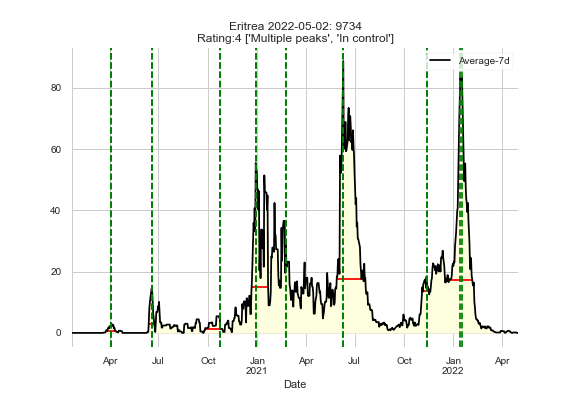 Eritrea 2022-05-02: 9734
Rating:4 ['Multiple peaks', 'In control']
Average-7d
80
60
40
20
0
Apr Jul Oct Jan Apr Jul Oct Jan Apr
2021 2022
Date